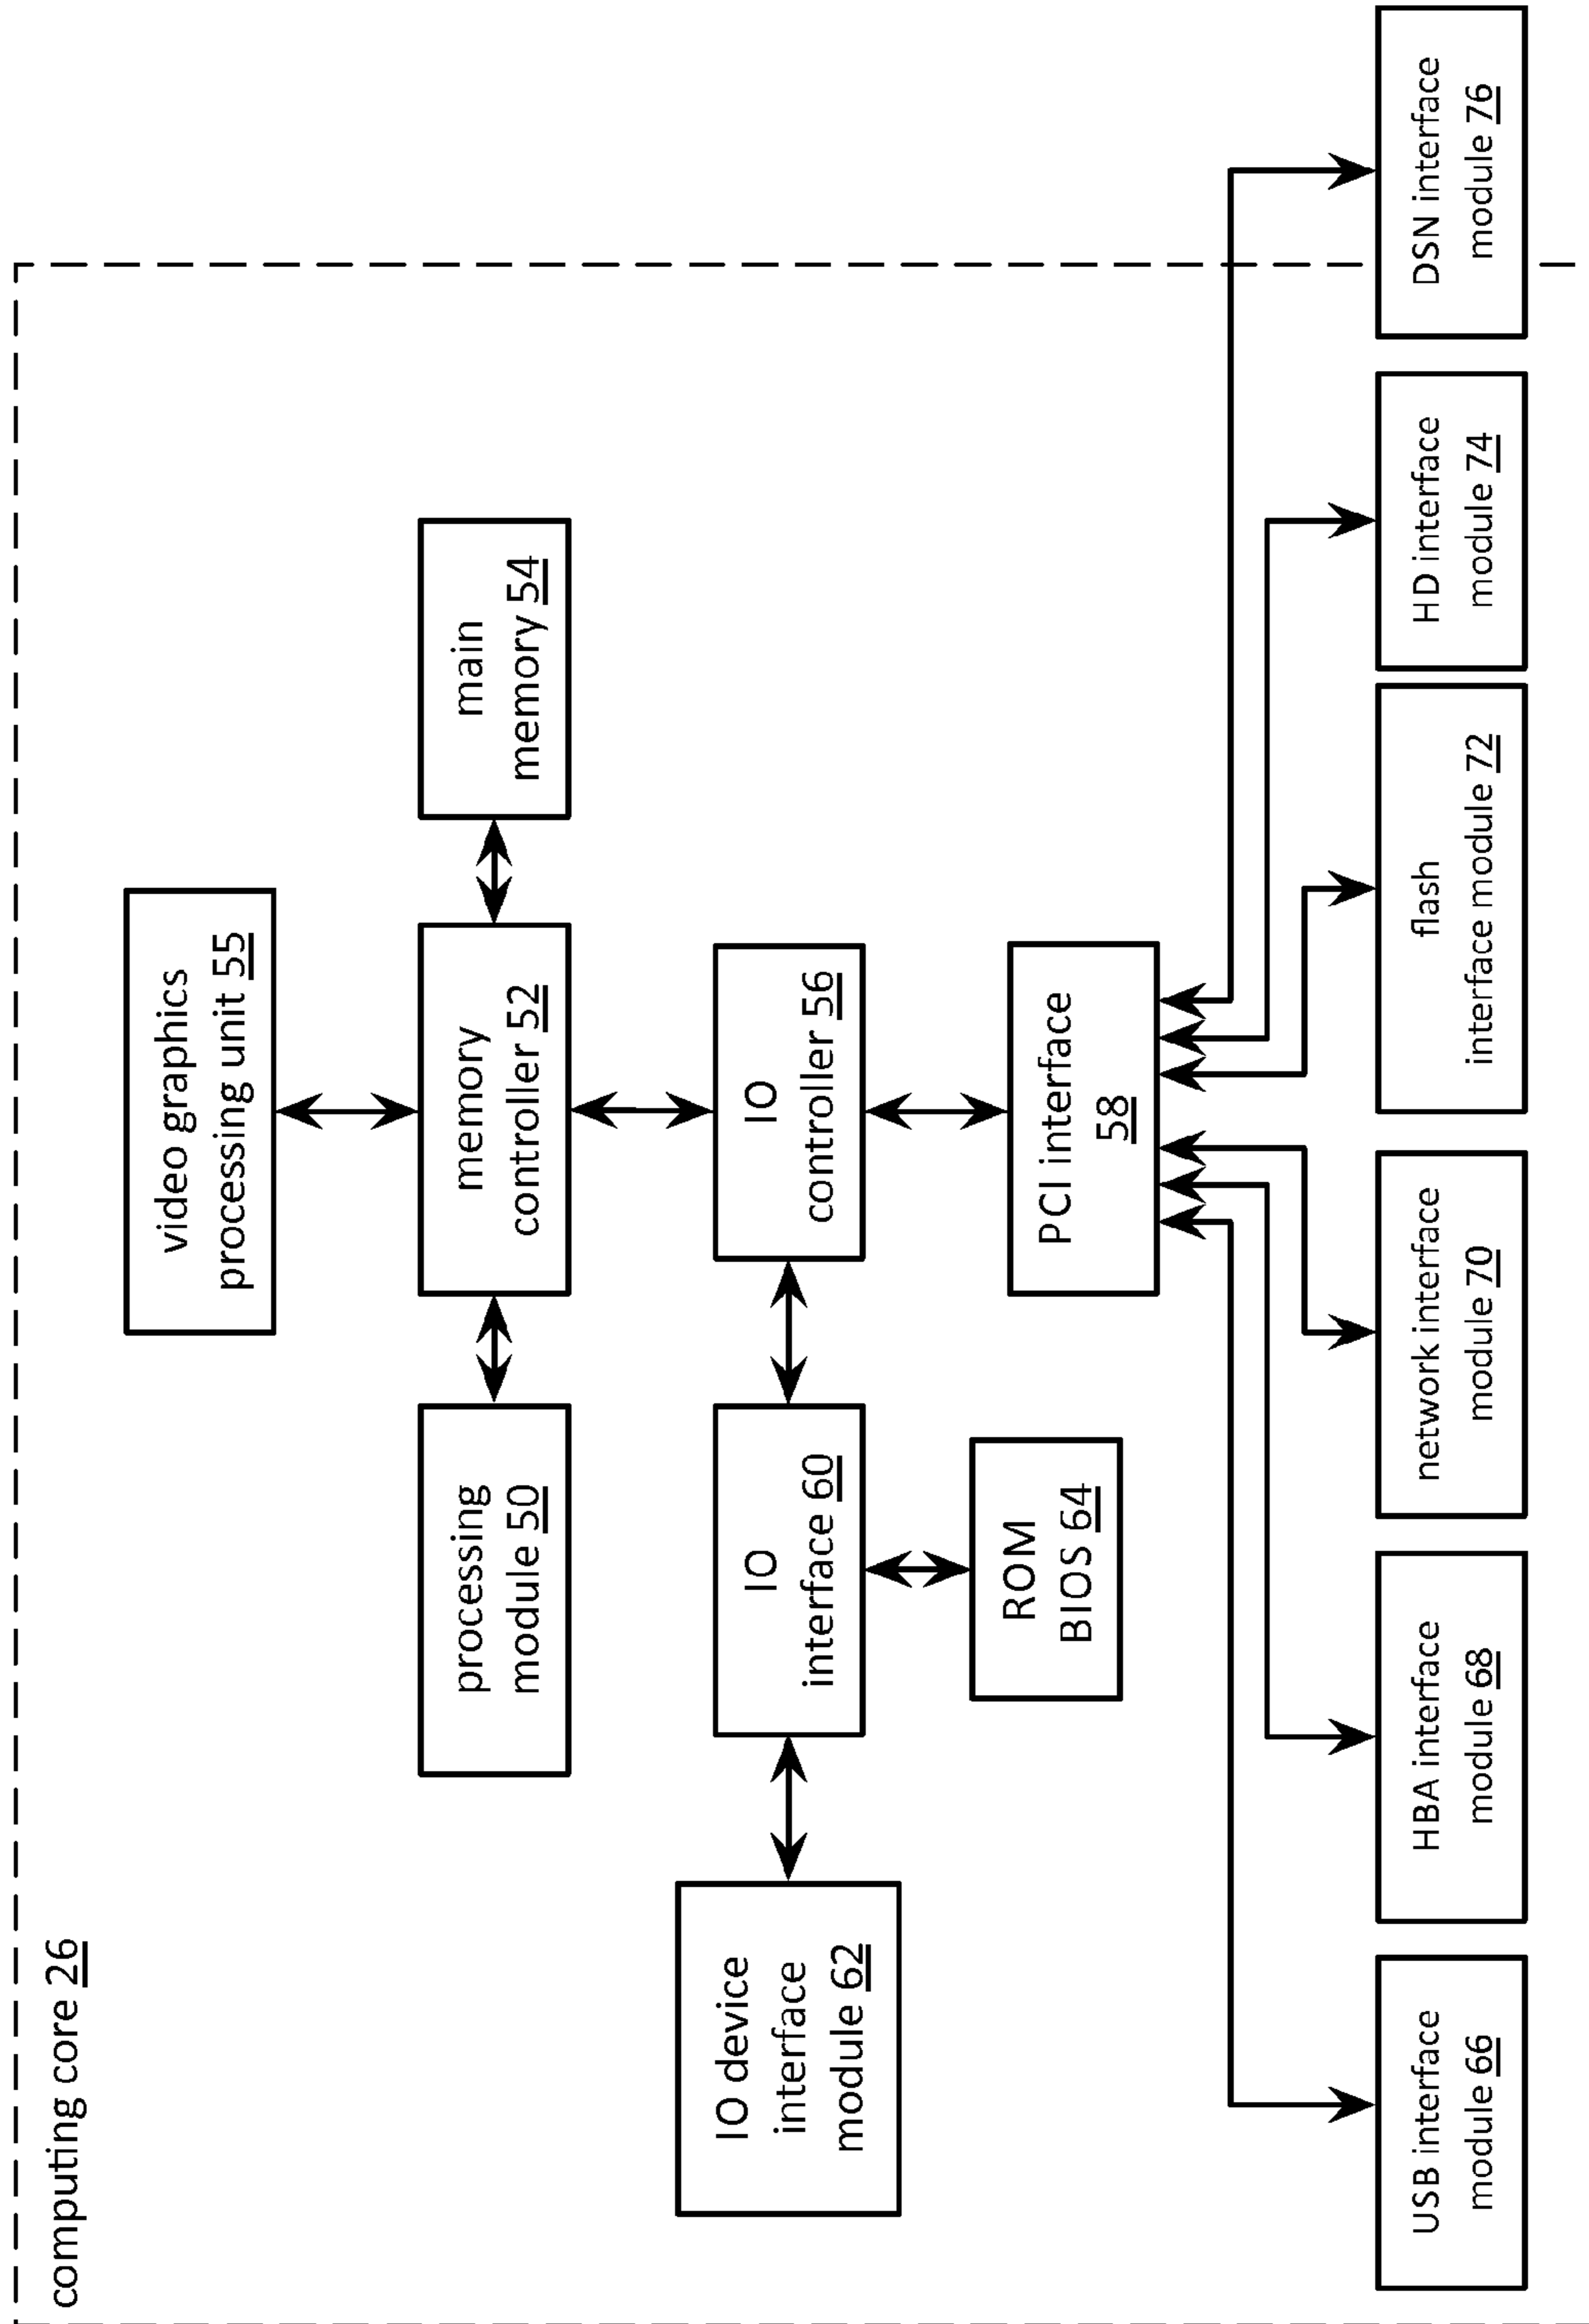 computing core 26
video graphics
processing unit 55
processing
module 50
memory
controller 52
main
memory 54
IO device
interface
module 62
IO
interface 60
IO
controller 56
ROM
BIOS 64
PCI interface
58
USB interface
module 66
HBA interface
module 68
network interface
module 70
flash
interface module 72
HD interface
module 74
DSN interface
module 76